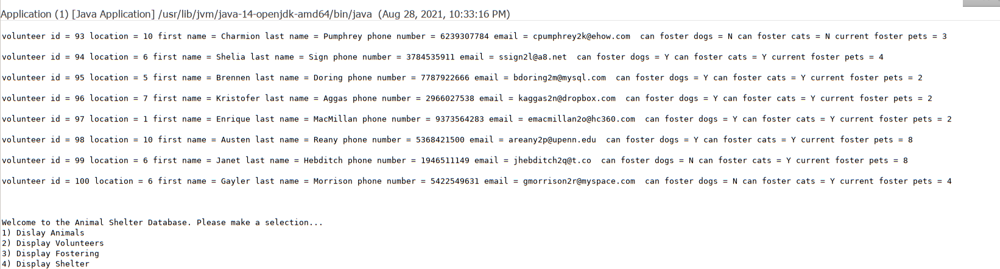 Application (1) [Java Application] /usr/lib/jvm/java-14-openjdk-amd64/bin/java (Aug 28, 2021, 10:33:16 PM)
volunteer id = 93 location = 10 first name = Charmion last name = Pumphrey phone number = 6239307784 email = cpumphrey2k@ehow.com  can foster dogs = N can foster cats = N current foster pets = 3
volunteer id = 94 location = 6 first name = Shelia last name = Sign phone number = 3784535911 email = ssign2l@a8.net  can foster dogs = Y can foster cats = Y current foster pets = 4
volunteer id = 95 location = 5 first name = Brennen last name = Doring phone number = 7787922666 email = bdoring2m@mysql.com  can foster dogs = Y can foster cats = Y current foster pets = 2
volunteer id = 96 location = 7 first name = Kristofer last name = Aggas phone number = 2966027538 email = kaggas2n@dropbox.com  can foster dogs = Y can foster cats = Y current foster pets = 2
volunteer id = 97 location = 1 first name = Enrique last name = MacMillan phone number = 9373564283 email = emacmillan2o@hc360.com  can foster dogs = Y can foster cats = Y current foster pets = 2
volunteer id = 98 location = 10 first name = Austen last name = Reany phone number = 5368421500 email = areany2p@upenn.edu  can foster dogs = Y can foster cats = Y current foster pets = 8
volunteer id = 99 location = 6 first name = Janet last name = Hebditch phone number = 1946511149 email = jhebditch2q@t.co  can foster dogs = N can foster cats = Y current foster pets = 8
volunteer id = 100 location = 6 first name = Gayler last name = Morrison phone number = 5422549631 email = gmorrison2r@myspace.com  can foster dogs = N can foster cats = Y current foster pets = 4
Welcome to the Animal Shelter Database. Please make a selection...
1) Dislay Animals
2) Display Volunteers
3) Display Fostering
4) Display Shelter